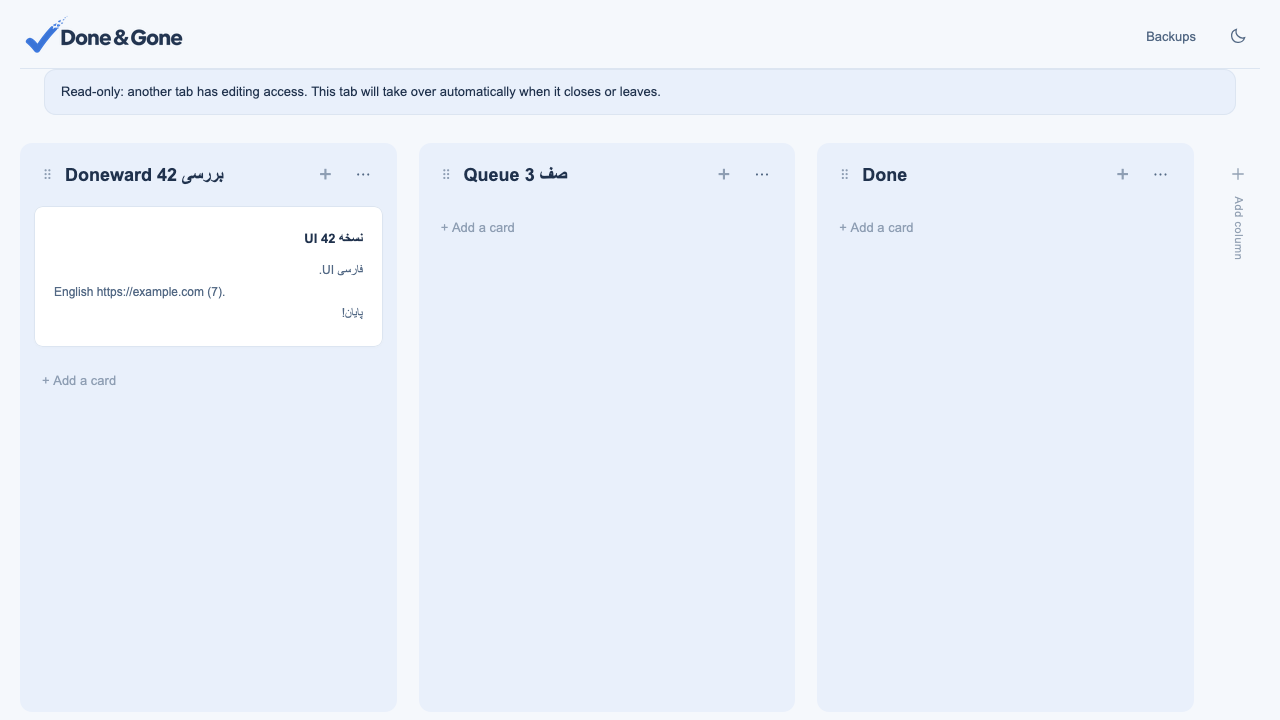 Done & Gone
Backups
Read-only: another tab has editing access. This tab will take over automatically when it closes or leaves.
Doneward 42 بررسی
نسخه UI 42
فارسی UI.
English https://example.com (7).
پایان!
+ Add a card
Queue 3 صف
+ Add a card
Done
+ Add a card
Add column